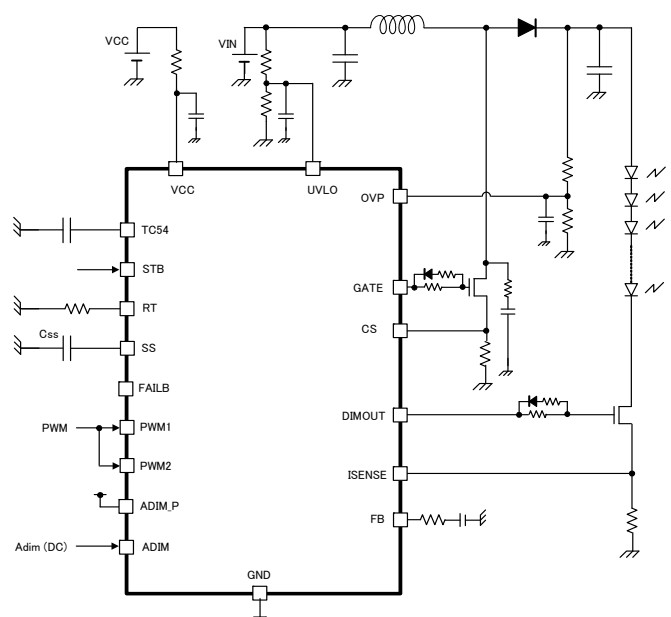 VCC
VIN
VCC
UVLO
OVP
TC54
STB
GATE
RT
CS
Css
SS
FAILB
DIMOUT
PWM
PWM1
PWM2
ISENSE
ADIM_P
FB
Adim (DC)
ADIM
GND